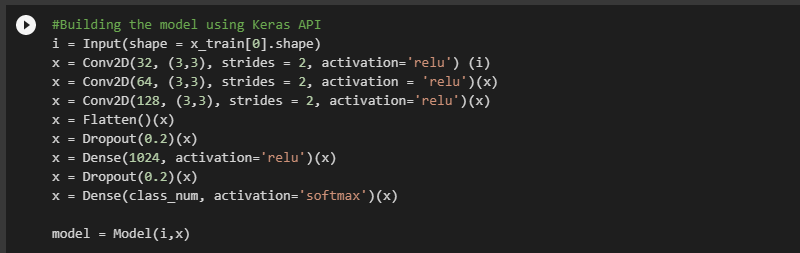 #Building the model using Keras API
i = Input(shape = x_train[0].shape)
x = Conv2D(32, (3,3), strides = 2, activation='relu') (i)
x = Conv2D(64, (3,3), strides = 2, activation = 'relu')(x)
x = Conv2D(128, (3,3), strides = 2, activation='relu')(x)
x = Flatten()(x)
x = Dropout(0.2)(x)
x = Dense(1024, activation='relu')(x)
x = Dropout(0.2)(x)
x = Dense(class_num, activation='softmax')(x)
model = Model(i,x)